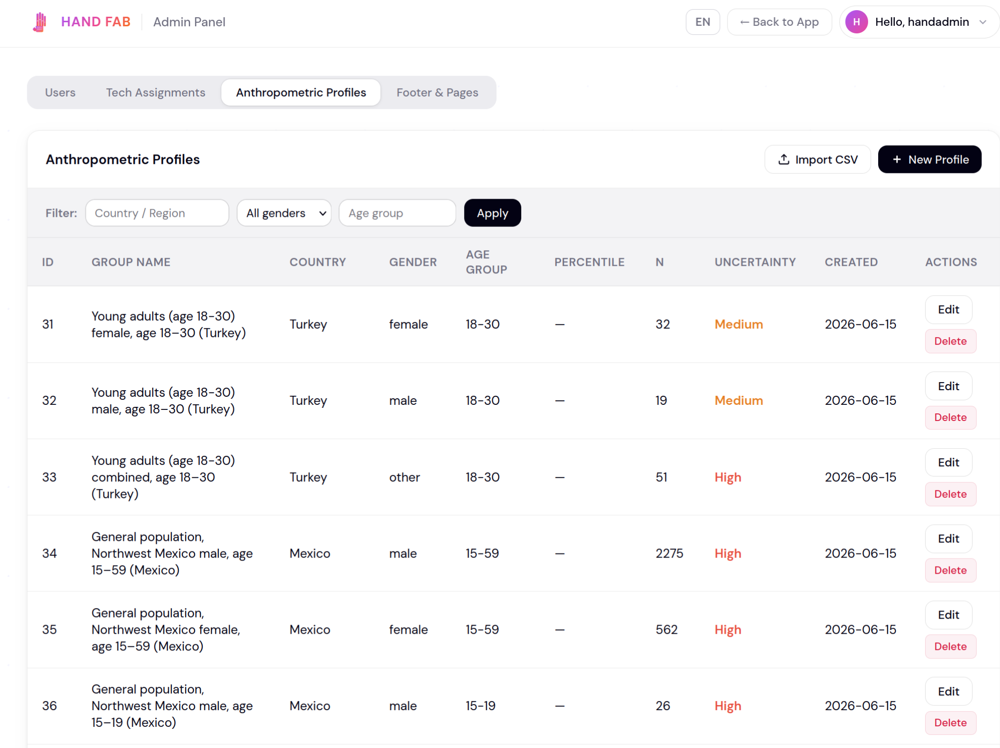 HAND FAB
Admin Panel
EN
← Back to App
H
Hello, handadmin
Users
Tech Assignments
Anthropometric Profiles
Footer & Pages
Anthropometric Profiles
Import CSV
+ New Profile
Filter:
Country / Region
All genders
Age group
Apply
ID
GROUP NAME
COUNTRY
GENDER
AGE
GROUP
PERCENTILE
N
UNCERTAINTY
CREATED
ACTIONS
31
Young adults (age 18-30)
female, age 18–30 (Turkey)
Turkey
female
18-30
—
32
Medium
2026-06-15
Edit
Delete
32
Young adults (age 18-30)
male, age 18–30 (Turkey)
Turkey
male
18-30
—
19
Medium
2026-06-15
Edit
Delete
33
Young adults (age 18-30)
combined, age 18–30
(Turkey)
Turkey
other
18-30
—
51
High
2026-06-15
Edit
Delete
34
General population,
Northwest Mexico male, age
15–59 (Mexico)
Mexico
male
15-59
—
2275
High
2026-06-15
Edit
Delete
35
General population,
Northwest Mexico female,
age 15–59 (Mexico)
Mexico
female
15-59
—
562
High
2026-06-15
Edit
Delete
36
General population,
Northwest Mexico male, age
15–19 (Mexico)
Mexico
male
15-19
—
26
High
2026-06-15
Edit
Delete